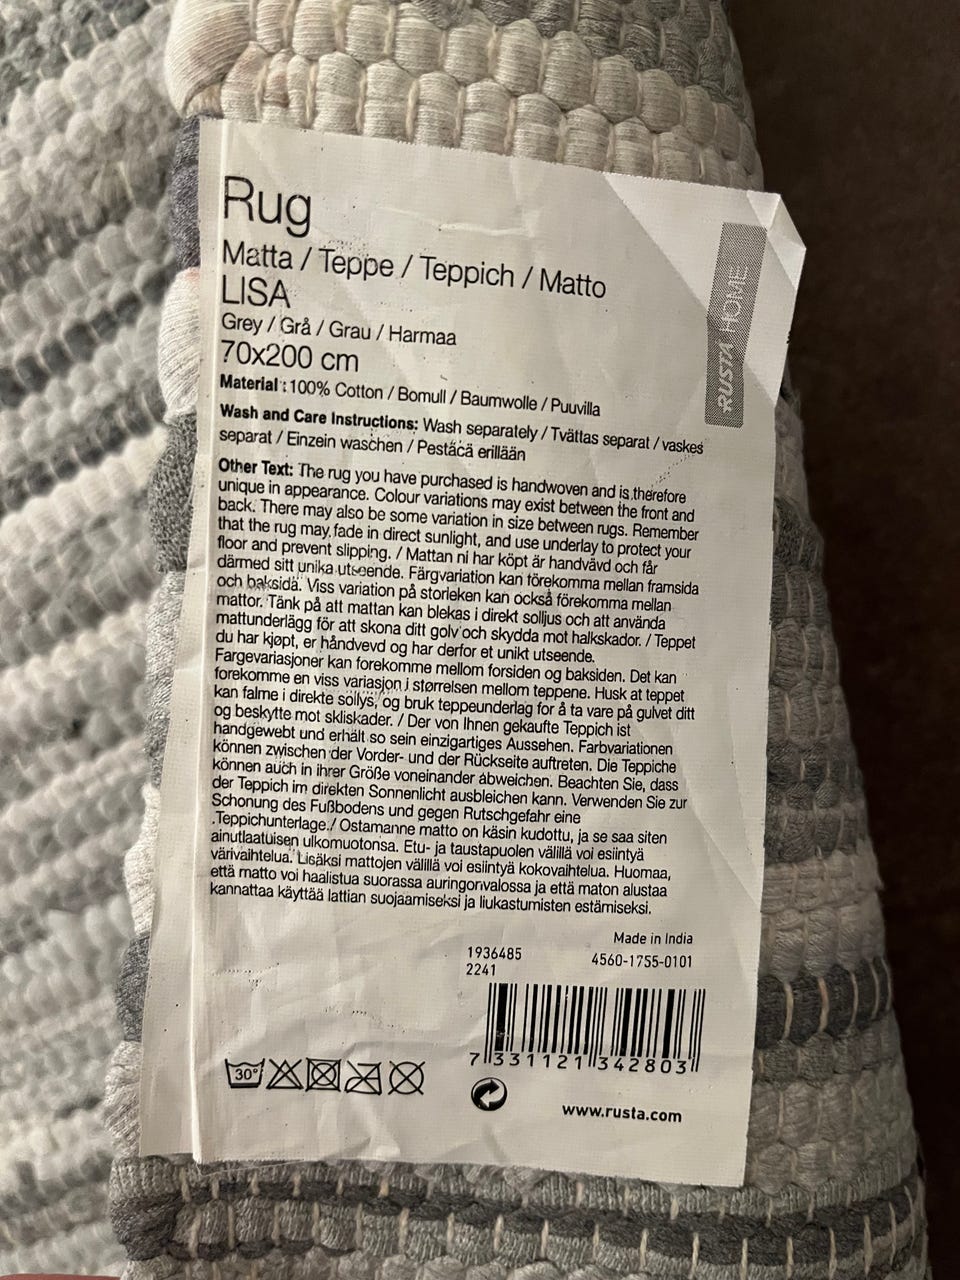 Rug
Matta / Teppe / Teppich / Matto
LISA
Grey / Grå / Grau / Harmaa
70x200 cm
Material : 100% Cotton / Bomull / Baumwolle / Puuvilla
Wash and Care Instructions: Wash separately / Tvättas separat / vaskes
separat / Einzein waschen / Pestäcä erillään
Other Text: The rug you have purchased is handwoven and is therefore
unique in appearance. Colour variations may exist between the front and
back. There may also be some variation in size between rugs. Remember
that the rug may fade in direct sunlight, and use underlay to protect your
floor and prevent slipping. / Mattan ni har köpt är handvävd och får
därmed sitt unika utseende. Färgvariation kan förekomma mellan framsida
och baksida. Viss variation på storleken kan också förekomma mellan
mattor. Tänk på att mattan kan blekas i direkt solljus och att använda
mattunderlägg för att skona ditt golv och skydda mot halkskador. / Teppet
du har kjøpt, er håndvevd og har derfor et unikt utseende.
Fargevariasjoner kan forekomme mellom forsiden og baksiden. Det kan
forekomme en viss variasjon i størrelsen mellom teppene. Husk at teppet
kan falme i direkte sollys, og bruk teppeunderlag for å ta vare på gulvet ditt
og beskytte mot skliskader. / Der von Ihnen gekaufte Teppich ist
handgewebt und erhält so sein einzigartiges Aussehen. Farbvariationen
können zwischen der Vorder- und der Rückseite auftreten. Die Teppiche
können auch in ihrer Größe voneinander abweichen. Beachten Sie, dass
der Teppich im direkten Sonnenlicht ausbleichen kann. Verwenden Sie zur
Schonung des Fußbodens und gegen Rutschgefahr eine
Teppichunterlage / Ostamanne matto on käsin kudottu, ja se saa siten
ainutlaatuisen ulkomuotonsa. Etu- ja taustapuolen välillä voi esiintyä
värivaihtelua. Lisäksi mattojen välillä voi esiintyä kokovaihtelua. Huomaa,
että matto voi haalistua suorassa auringonvalossa ja että maton alustaa
kannattaa käyttää lattian suojaamiseksi ja liukastumisten estämiseksi.
Made in India
1936485 4560-1755-0101
2241
7 331121 342803
30°
www.rusta.com
RUSTA HOME